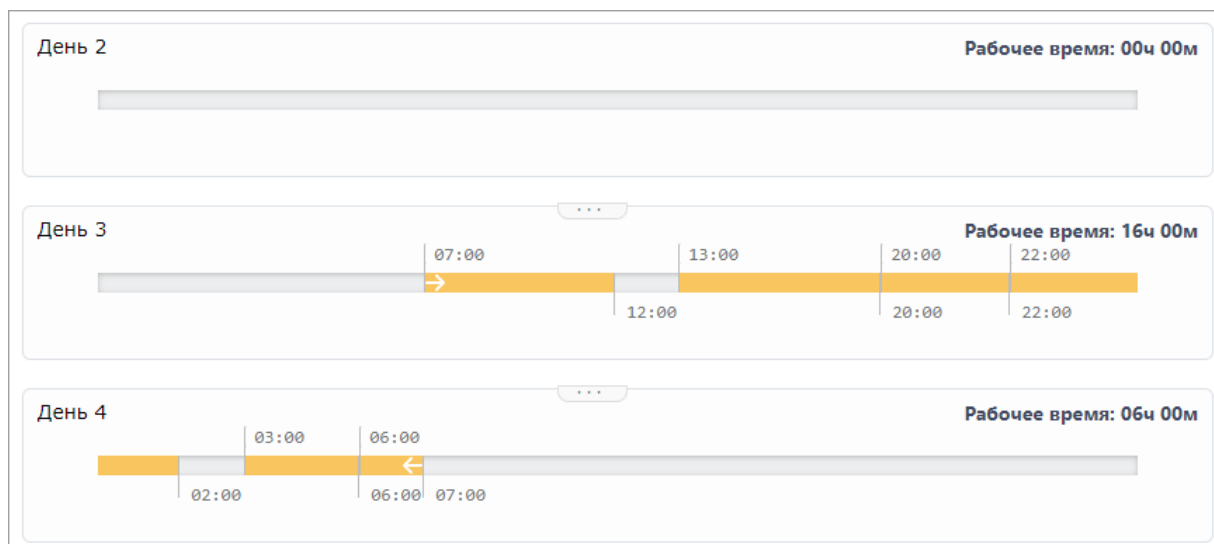 День 2
Рабочее время: 00ч 00м
День 3
Рабочее время: 16ч 00м
07:00 13:00 20:00 22:00
12:00 20:00 22:00
День 4
Рабочее время: 06ч 00м
03:00 06:00
02:00 06:00 07:00